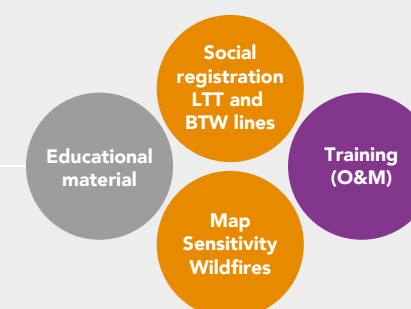 Social
registration
LTT and
BTW lines
Educational
material
Training
(O&M)
Map
Sensitivity
Wildfires